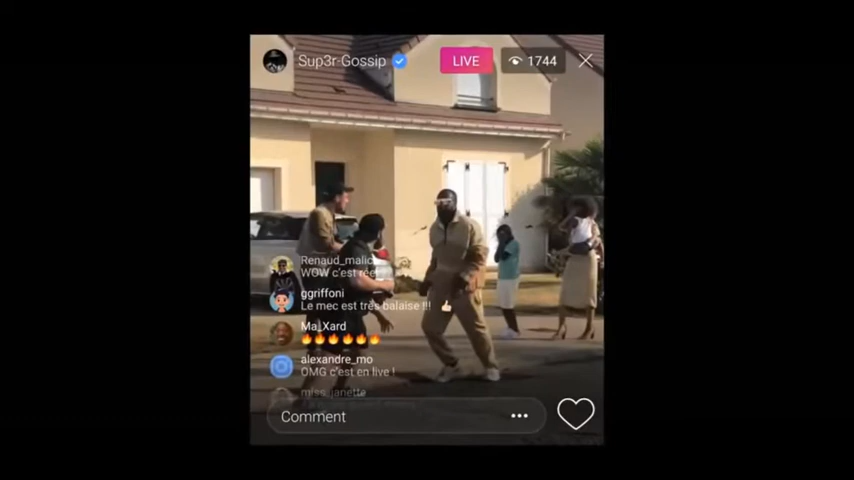 Sup3r-Gossip
LIVE
1744
Renaud_malic
WOW c'est réel
ggriffoni
Le mec est très balaise !!! 👍🏻
Ma_Xard
🔥🔥🔥🔥🔥🔥
alexandre_mo
OMG c'est en live !
miss_janette
Comment